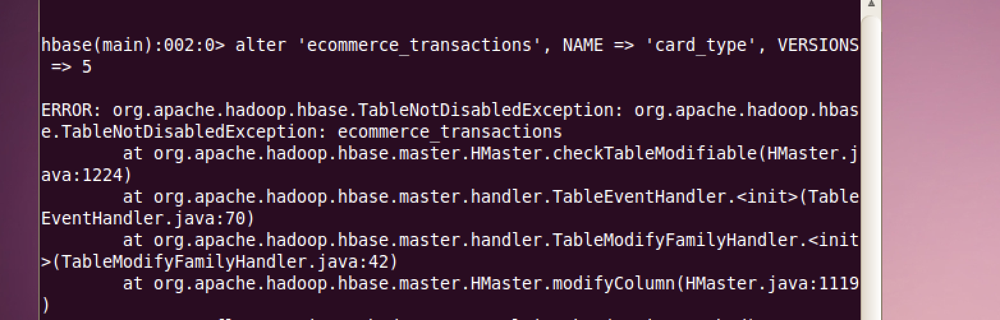 hbase(main):002:0> alter 'ecommerce_transactions', NAME => 'card_type', VERSIONS
 => 5
ERROR: org.apache.hadoop.hbase.TableNotDisabledException: org.apache.hadoop.hbas
e.TableNotDisabledException: ecommerce_transactions
        at org.apache.hadoop.hbase.master.HMaster.checkTableModifiable(HMaster.j
ava:1224)
        at org.apache.hadoop.hbase.master.handler.TableEventHandler.<init>(Table
EventHandler.java:70)
        at org.apache.hadoop.hbase.master.handler.TableModifyFamilyHandler.<init
>(TableModifyFamilyHandler.java:42)
        at org.apache.hadoop.hbase.master.HMaster.modifyColumn(HMaster.java:1119
)